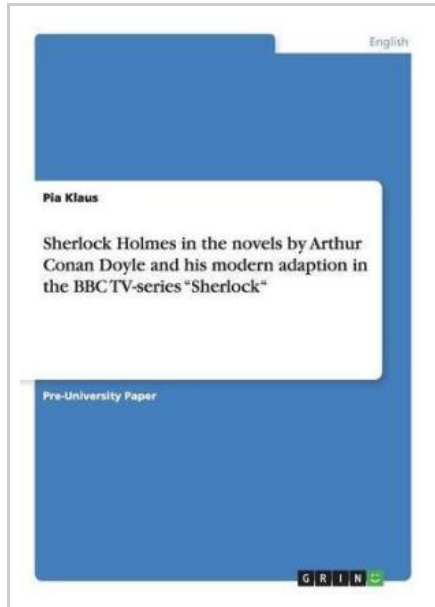 English
Pia Klaus
Sherlock Holmes in the novels by Arthur
Conan Doyle and his modern adaption in
the BBC TV-series “Sherlock“
Pre-University Paper
GRIN